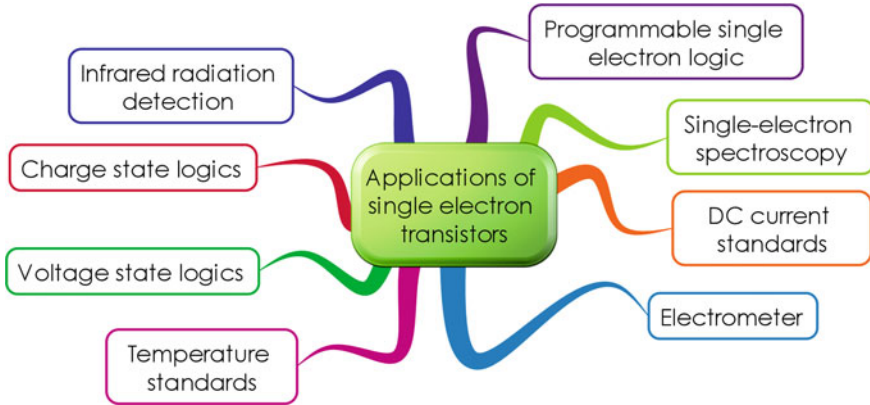 Applications of
single electron
transistors
Programmable single
electron logic
Single-electron
spectroscopy
DC current
standards
Electrometer
Temperature
standards
Voltage state logics
Charge state logics
Infrared radiation
detection